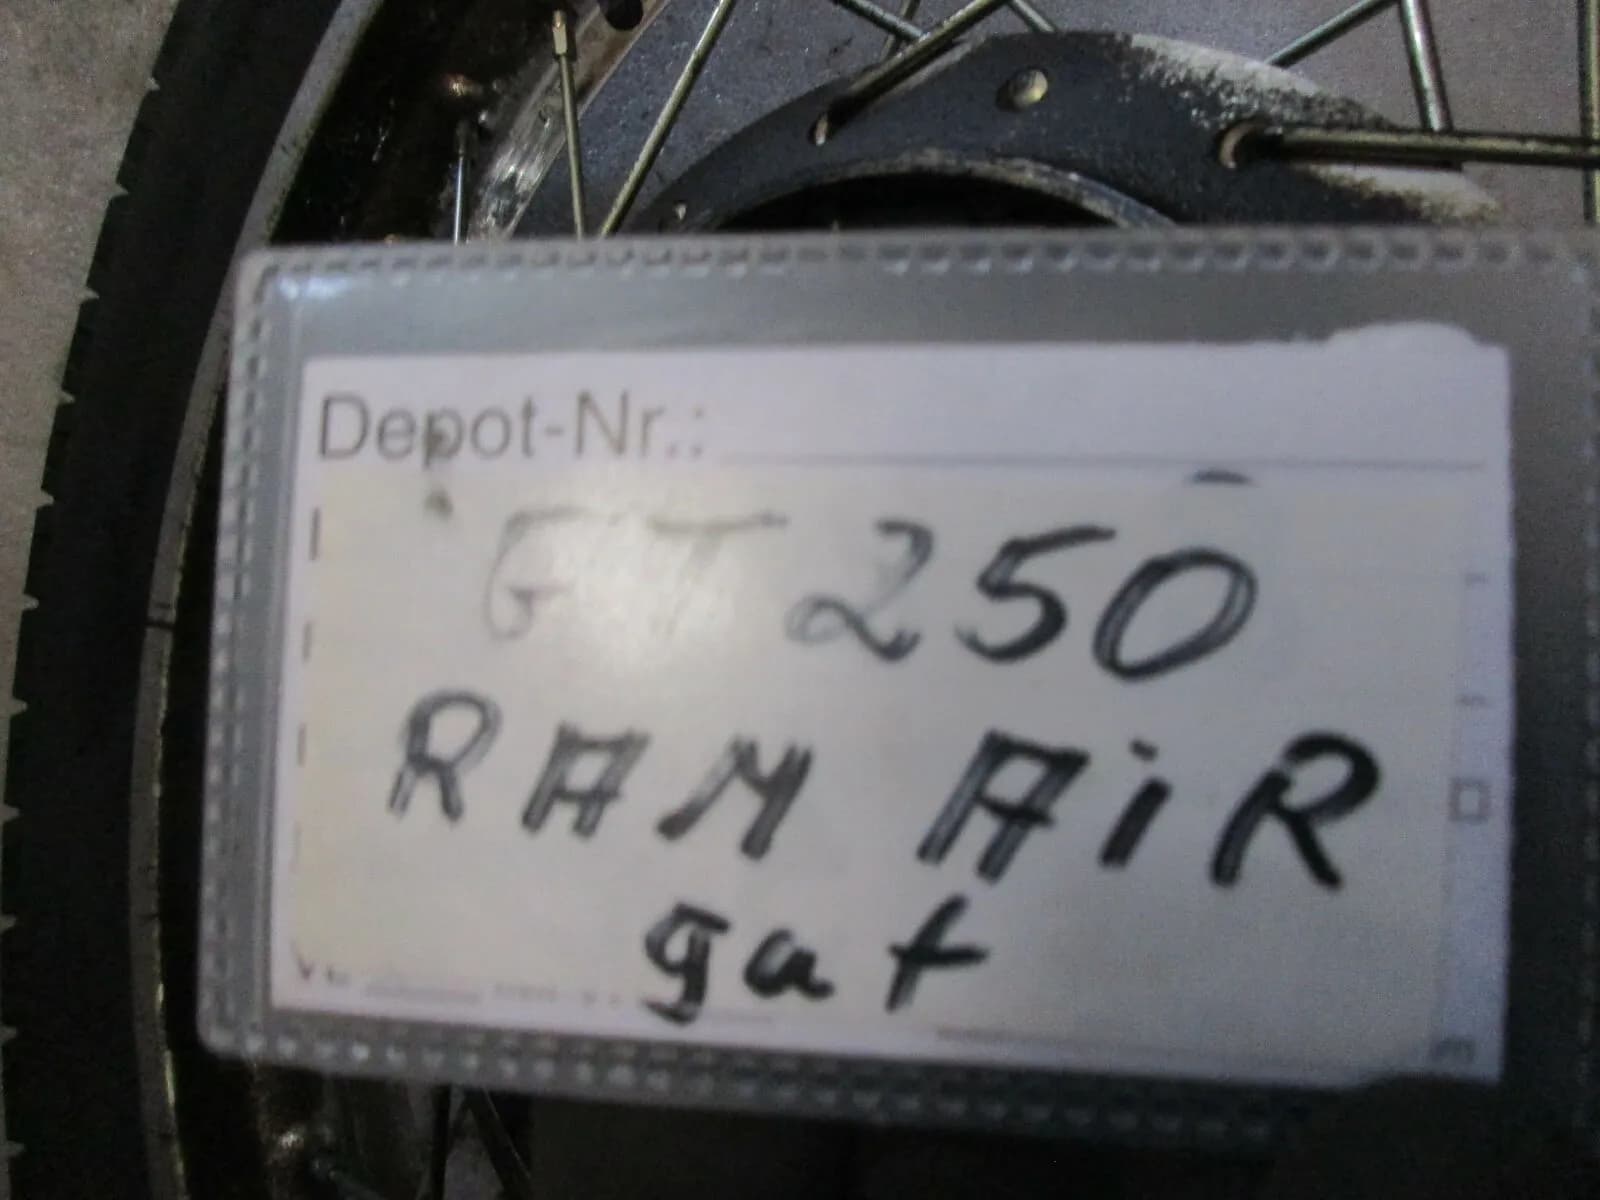 Depot-Nr.:
GT 250
RAM AiR
gut